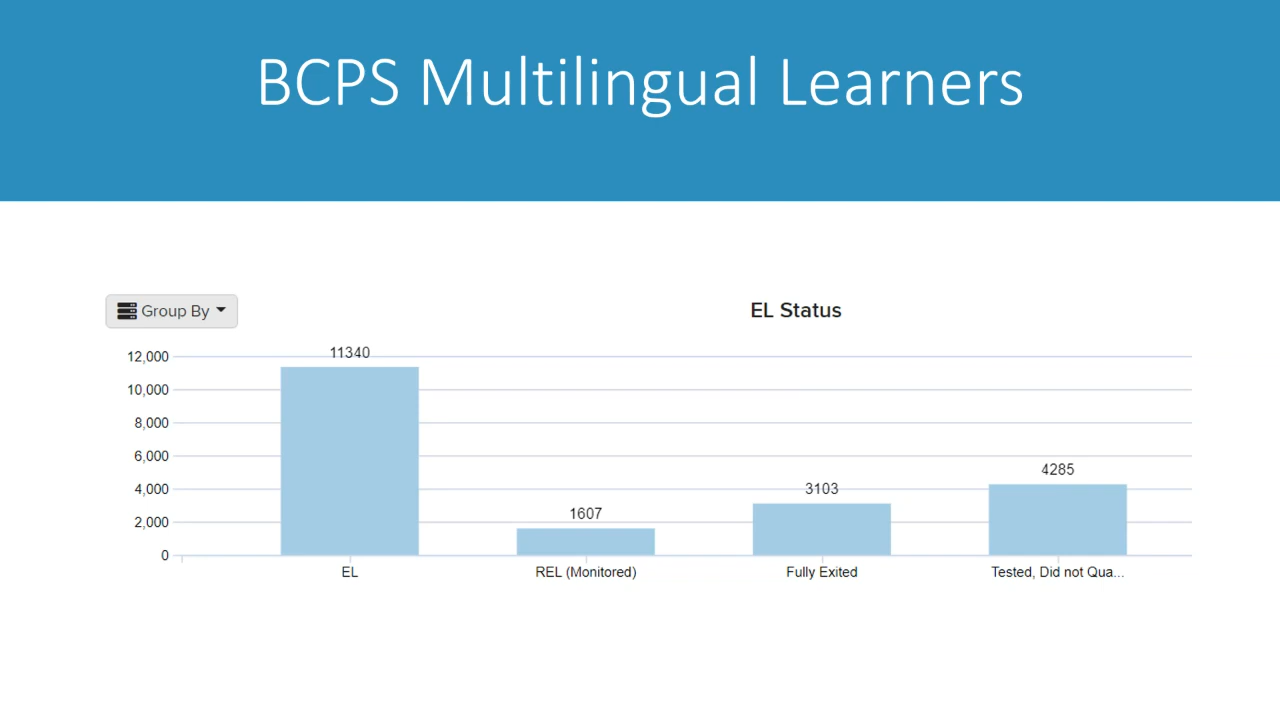 BCPS Multilingual Learners
Group By
EL Status
12,000
10,000
8,000
6,000
4,000
2,000
0
11340
1607
3103
4285
EL
REL (Monitored)
Fully Exited
Tested, Did not Qua...